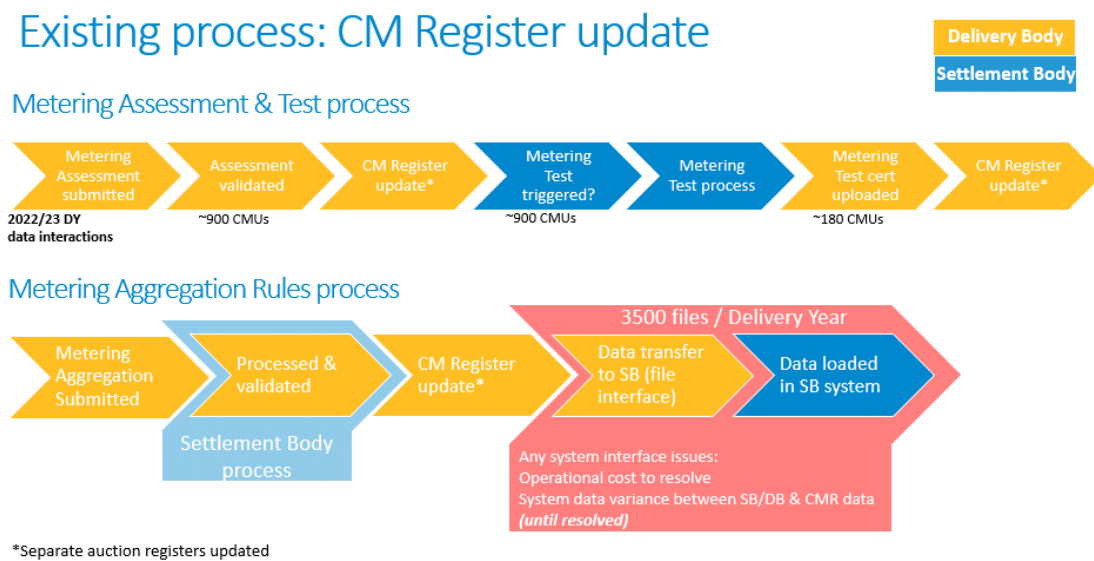 Existing process: CM Register update
Delivery Body
Settlement Body
Metering Assessment & Test process
Metering
Assessment
submitted
Assessment
validated
CM Register
update*
Metering
Test
triggered?
Metering
Test process
Metering
Test cert
uploaded
CM Register
update*
2022/23 DY
data interactions
~900 CMUs
~900 CMUs
~180 CMUs
Metering Aggregation Rules process
3500 files / Delivery Year
Metering
Aggregation
Submitted
Processed &
validated
CM Register
update*
Data transfer
to SB (file
interface)
Data loaded
in SB system
Settlement Body
process
Any system interface issues:
Operational cost to resolve
System data variance between SB/DB & CMR data
(until resolved)
*Separate auction registers updated